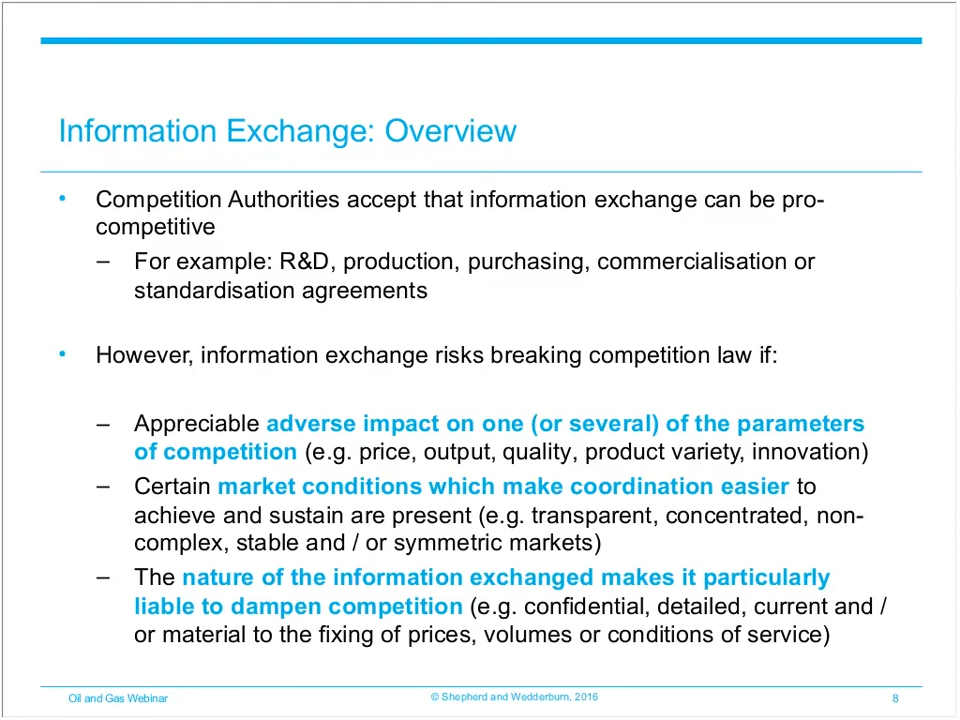 Information Exchange: Overview
• Competition Authorities accept that information exchange can be pro-
competitive
– For example: R&D, production, purchasing, commercialisation or
standardisation agreements
• However, information exchange risks breaking competition law if:
– Appreciable adverse impact on one (or several) of the parameters
of competition (e.g. price, output, quality, product variety, innovation)
– Certain market conditions which make coordination easier to
achieve and sustain are present (e.g. transparent, concentrated, non-
complex, stable and / or symmetric markets)
– The nature of the information exchanged makes it particularly
liable to dampen competition (e.g. confidential, detailed, current and /
or material to the fixing of prices, volumes or conditions of service)
Oil and Gas Webinar © Shepherd and Wedderburn, 2016 8